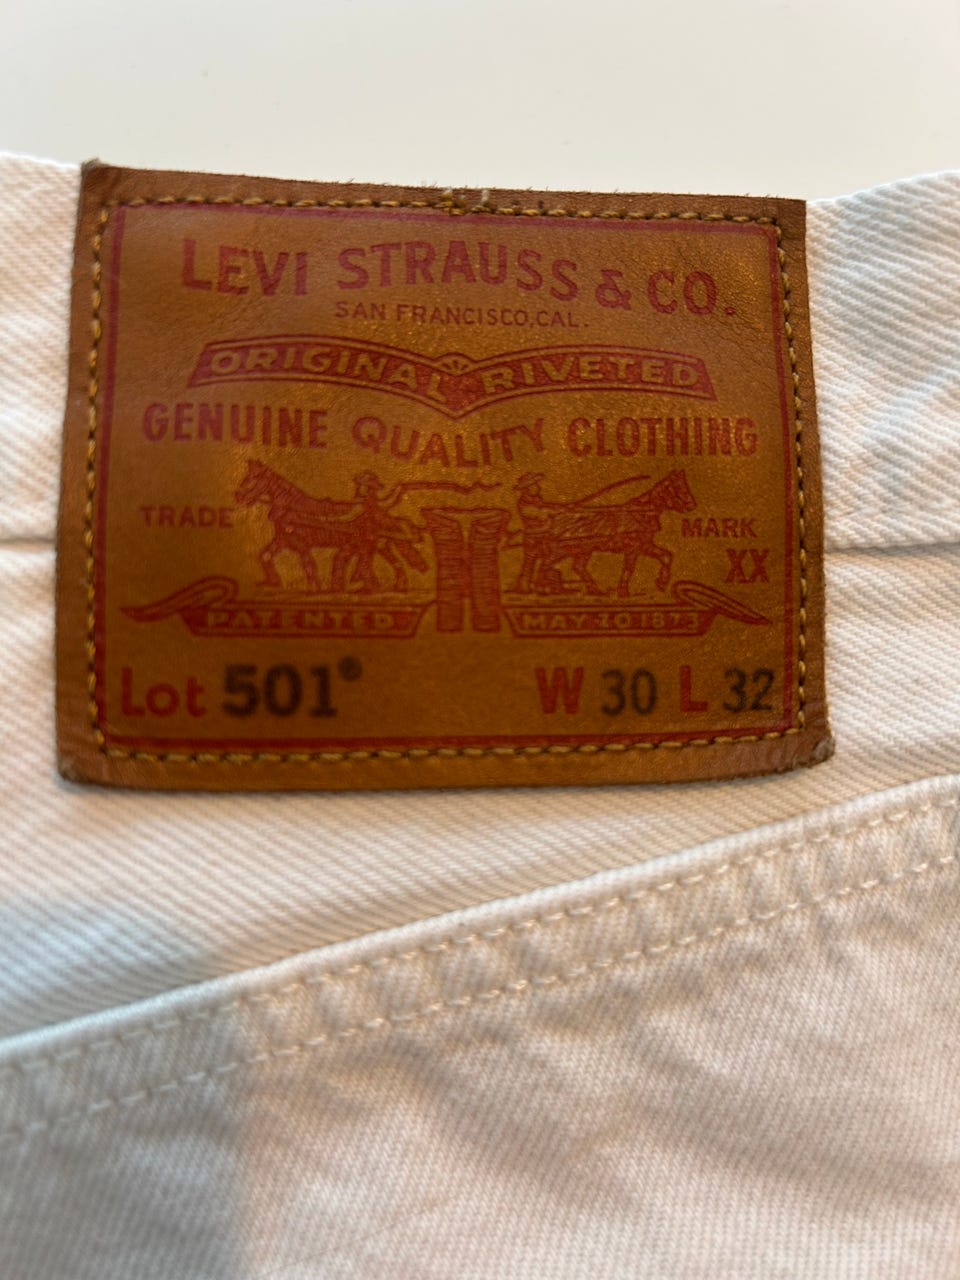 LEVI STRAUSS & CO.
SAN FRANCISCO, CAL.
ORIGINAL RIVETED
GENUINE QUALITY CLOTHING
TRADE MARK
XX
PATENTED MAY 20 1873
Lot 501® W 30 L 32